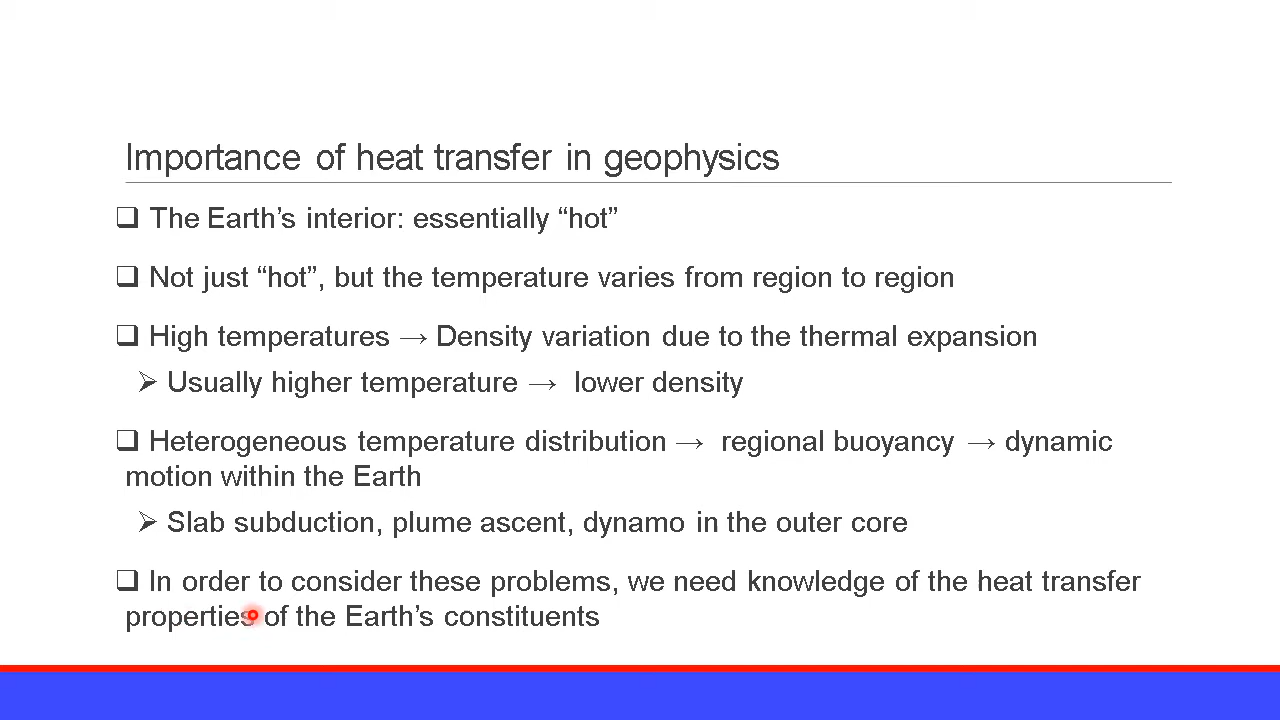 Importance of heat transfer in geophysics
❑ The Earth’s interior: essentially “hot”
❑ Not just “hot”, but the temperature varies from region to region
❑ High temperatures → Density variation due to the thermal expansion
➢ Usually higher temperature → lower density
❑ Heterogeneous temperature distribution → regional buoyancy → dynamic
motion within the Earth
➢ Slab subduction, plume ascent, dynamo in the outer core
❑ In order to consider these problems, we need knowledge of the heat transfer
properties of the Earth’s constituents